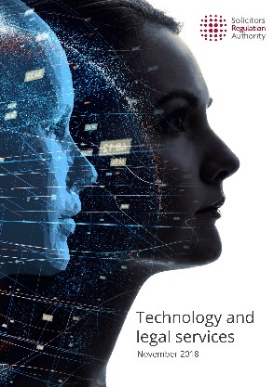 Solicitors
Regulation
Authority
Technology and
legal services
November 2018